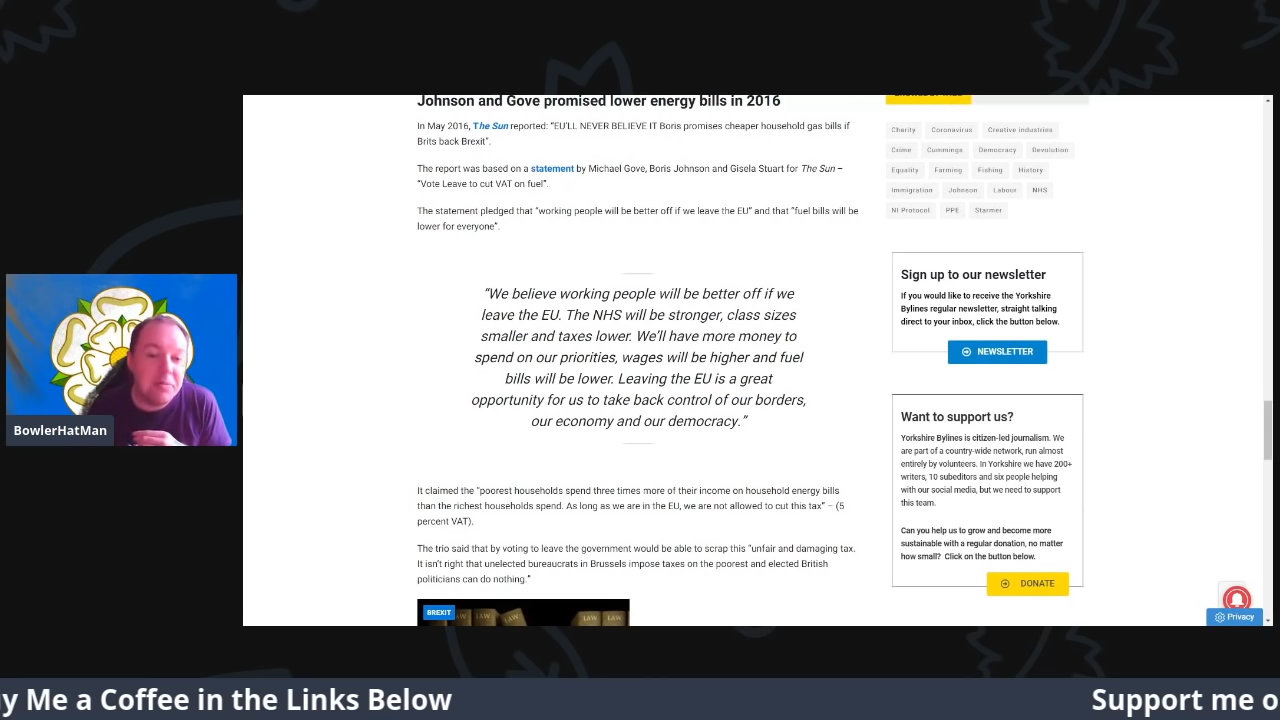 Johnson and Gove promised lower energy bills in 2016
In May 2016, The Sun reported: “EU’LL NEVER BELIEVE IT Boris promises cheaper household gas bills if
Brits back Brexit”.
The report was based on a statement by Michael Gove, Boris Johnson and Gisela Stuart for The Sun –
“Vote Leave to cut VAT on fuel”.
The statement pledged that “working people will be better off if we leave the EU” and that “fuel bills will be
lower for everyone”.
“We believe working people will be better off if we
leave the EU. The NHS will be stronger, class sizes
smaller and taxes lower. We’ll have more money to
spend on our priorities, wages will be higher and fuel
bills will be lower. Leaving the EU is a great
opportunity for us to take back control of our borders,
our economy and our democracy.”
It claimed the “poorest households spend three times more of their income on household energy bills
than the richest households spend. As long as we are in the EU, we are not allowed to cut this tax” – (5
percent VAT).
The trio said that by voting to leave the government would be able to scrap this “unfair and damaging tax.
It isn’t right that unelected bureaucrats in Brussels impose taxes on the poorest and elected British
politicians can do nothing.”
BREXIT
LAW
LAW
LAW
LAW
Charity
Coronavirus
Creative industries
Crime
Cummings
Democracy
Devolution
Equality
Farming
Fishing
History
Immigration
Johnson
Labour
NHS
NI Protocol
PPE
Starmer
Sign up to our newsletter
If you would like to receive the Yorkshire
Bylines regular newsletter, straight talking
direct to your inbox, click the button below.
NEWSLETTER
Want to support us?
Yorkshire Bylines is citizen-led journalism. We
are part of a country-wide network, run almost
entirely by volunteers. In Yorkshire we have 200+
writers, 10 subeditors and six people helping
with our social media, but we need to support
this team.
Can you help us to grow and become more
sustainable with a regular donation, no matter
how small? Click on the button below.
DONATE
Privacy
BowlerHatMan
y Me a Coffee in the Links Below
Support me o